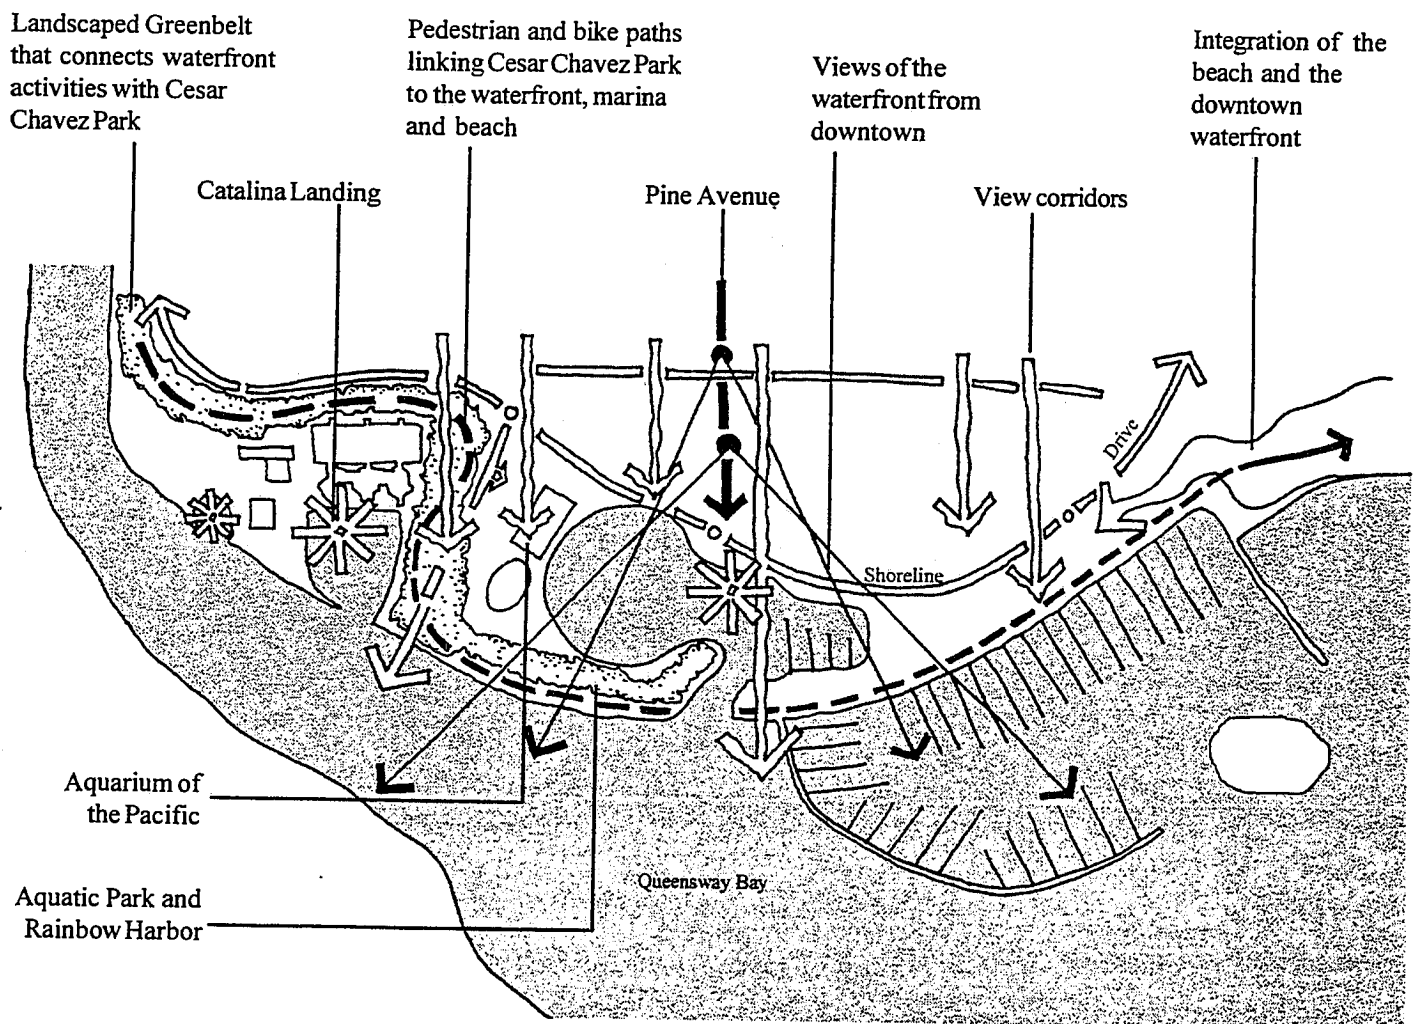 Landscaped Greenbelt
that connects waterfront
activities with Cesar
Chavez Park
Pedestrian and bike paths
linking Cesar Chavez Park
to the waterfront, marina
and beach
Views of the
waterfront from
downtown
Integration of the
beach and the
downtown
waterfront
Catalina Landing
Pine Avenue
View corridors
Drive
Shoreline
Aquarium of
the Pacific
Queensway Bay
Aquatic Park and
Rainbow Harbor